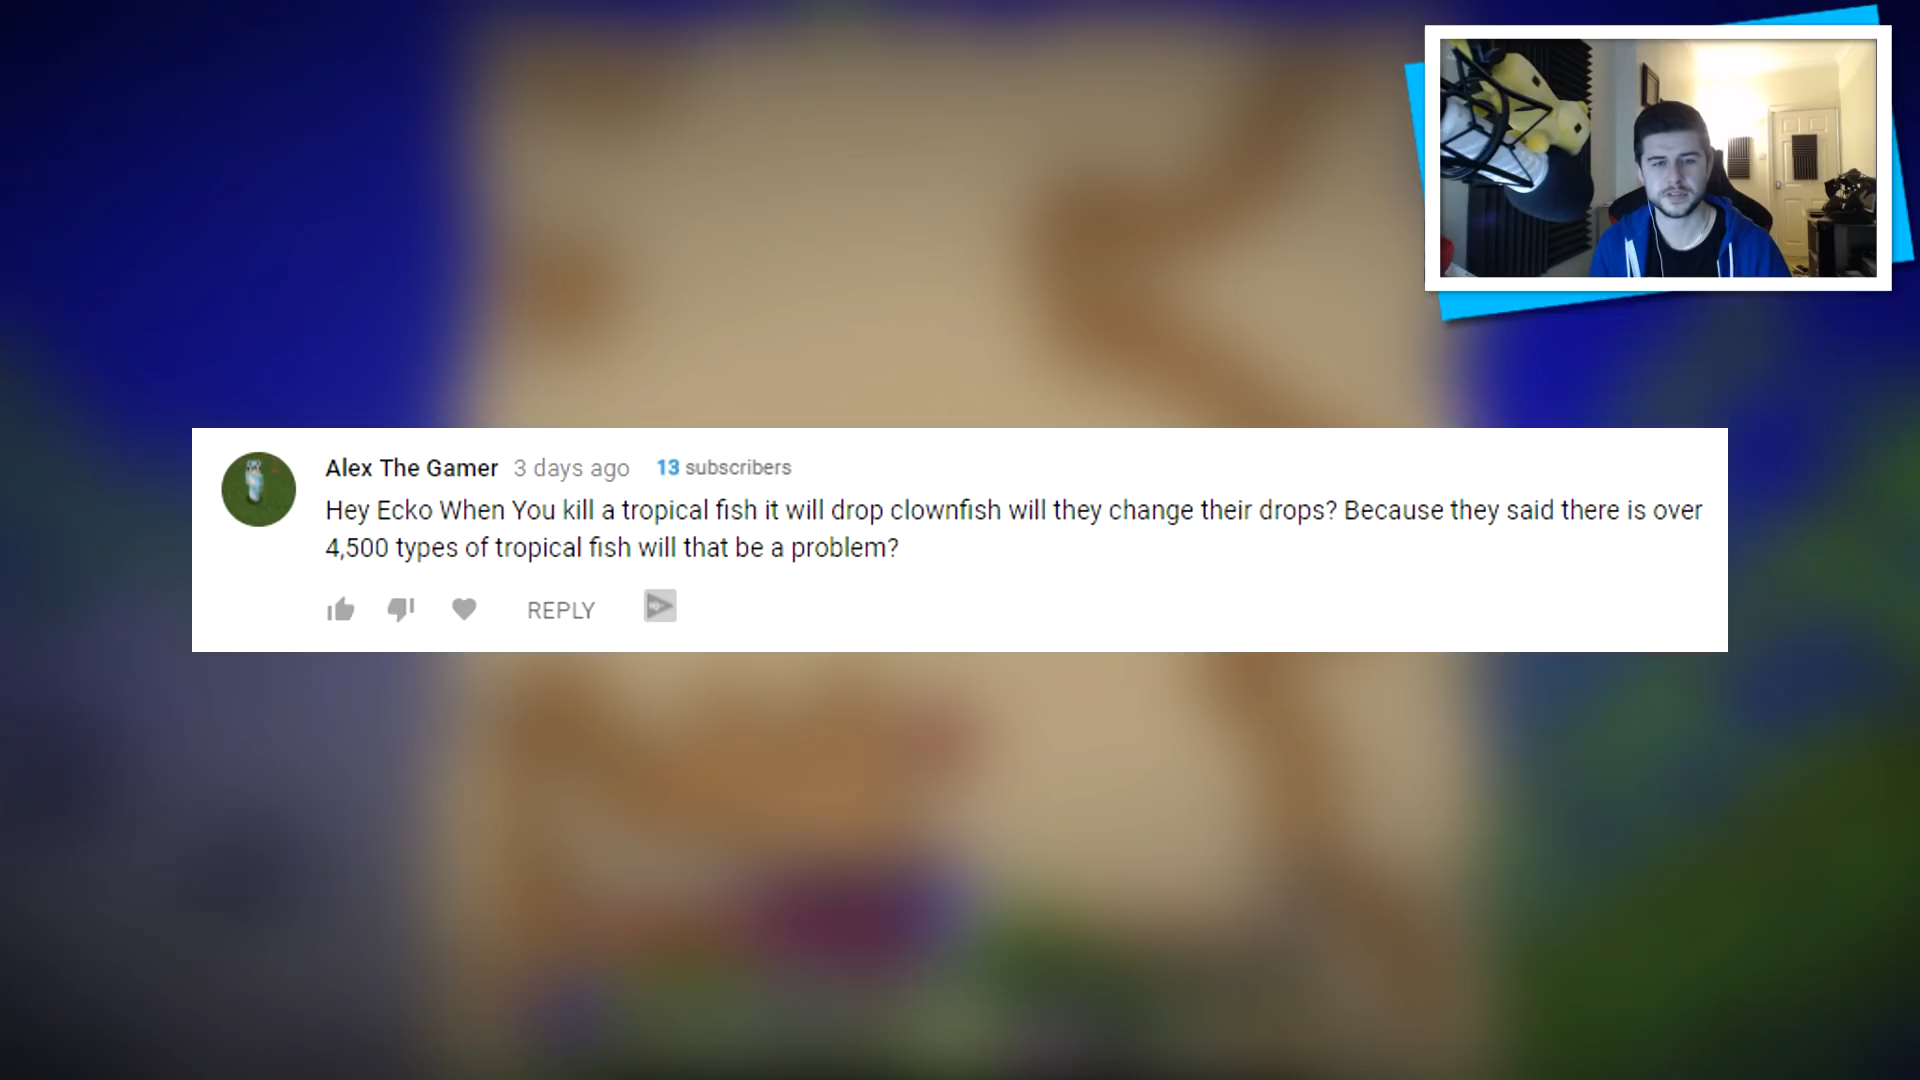 Alex The Gamer 3 days ago 13 subscribers
Hey Ecko When You kill a tropical fish it will drop clownfish will they change their drops? Because they said there is over
4,500 types of tropical fish will that be a problem?
REPLY